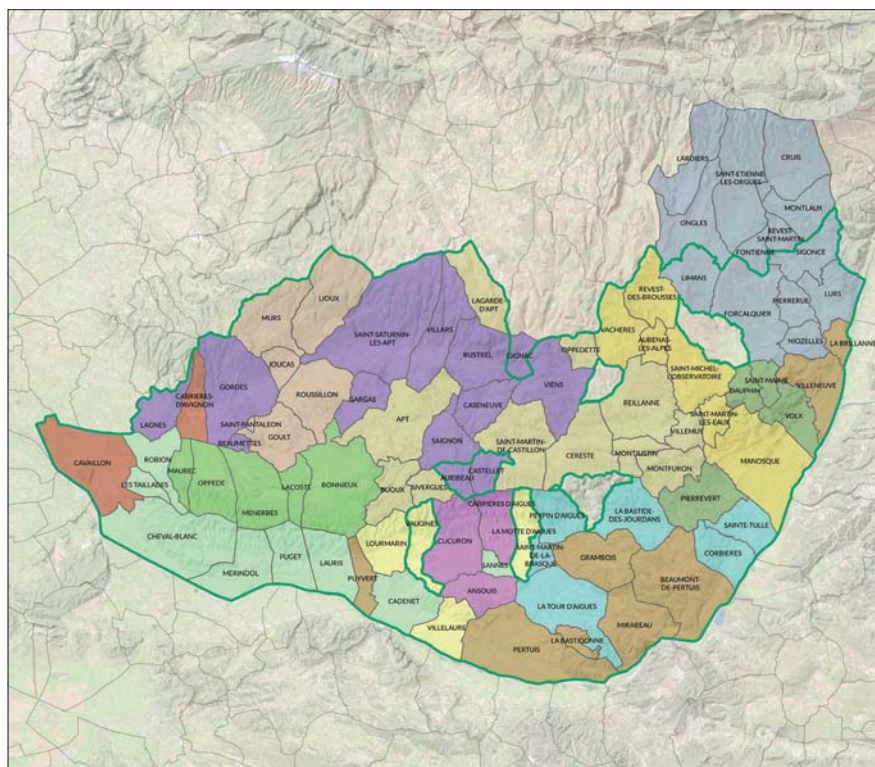 LARDIERS
CRUIS
SAINT-ETIENNE
-LES-ORGUES
MONTLAUX
ONGLES
REVEST-
SAINT-MARTIN
FONTIENNE
SIGONCE
LIMANS
LURS
FORCALQUIER
PIERRERUE
NIOZELLES
LA BRILLANNE
REVEST-
DES-BROUSSES
VACHERES
AUBENAS-
LES-ALPES
OPPEDETTE
LAGARDE
D'APT
LIOUX
MURS
SAINT-SATURNIN-
LES-APT
VILLARS
RUSTREL
GIGNAC
JOUCAS
GORDES
CABRIERES-
D'AVIGNON
ROUSSILLON
GARGAS
VIENS
CASENEUVE
SAINT-MICHEL-
L'OBSERVATOIRE
SAINT-MAIME
DAUPHIN
VILLENEUVE
VOLX
REILLANNE
SAINT-MARTIN-
LES-EAUX
VILLEMUS
LAGNES
SAINT-PANTALEON
BEAUMETTES
GOULT
APT
SAIGNON
SAINT-MARTIN-
DE-CASTILLON
CERESTE
MONTJUSTIN
MONTFURON
MANOSQUE
CAVAILLON
ROBION
LES TAILLADES
MAUBEC
OPPEDE
MENERBES
LACOSTE
BONNIEUX
BUOUX
SIVERGUES
AURIBEAU
CASTELLET
PIERREVERT
CHEVAL-BLANC
MERINDOL
PUGET
LAURIS
PUYVERT
LOURMARIN
VAUGINES
CUCURON
CABRIERES D'AIGUES
LA MOTTE D'AIGUES
PEYPIN D'AIGUES
SAINT-MARTIN-
DE-LA-
BRASQUE
LA BASTIDE-
DES-JOURDANS
SAINTE-TULLE
CORBIERES
GRAMBOIS
SANNES
CADENET
ANSOUIS
VILLELAURE
LA TOUR D'AIGUES
BEAUMONT-
DE-PERTUIS
MIRABEAU
LA BASTIDONNE
PERTUIS